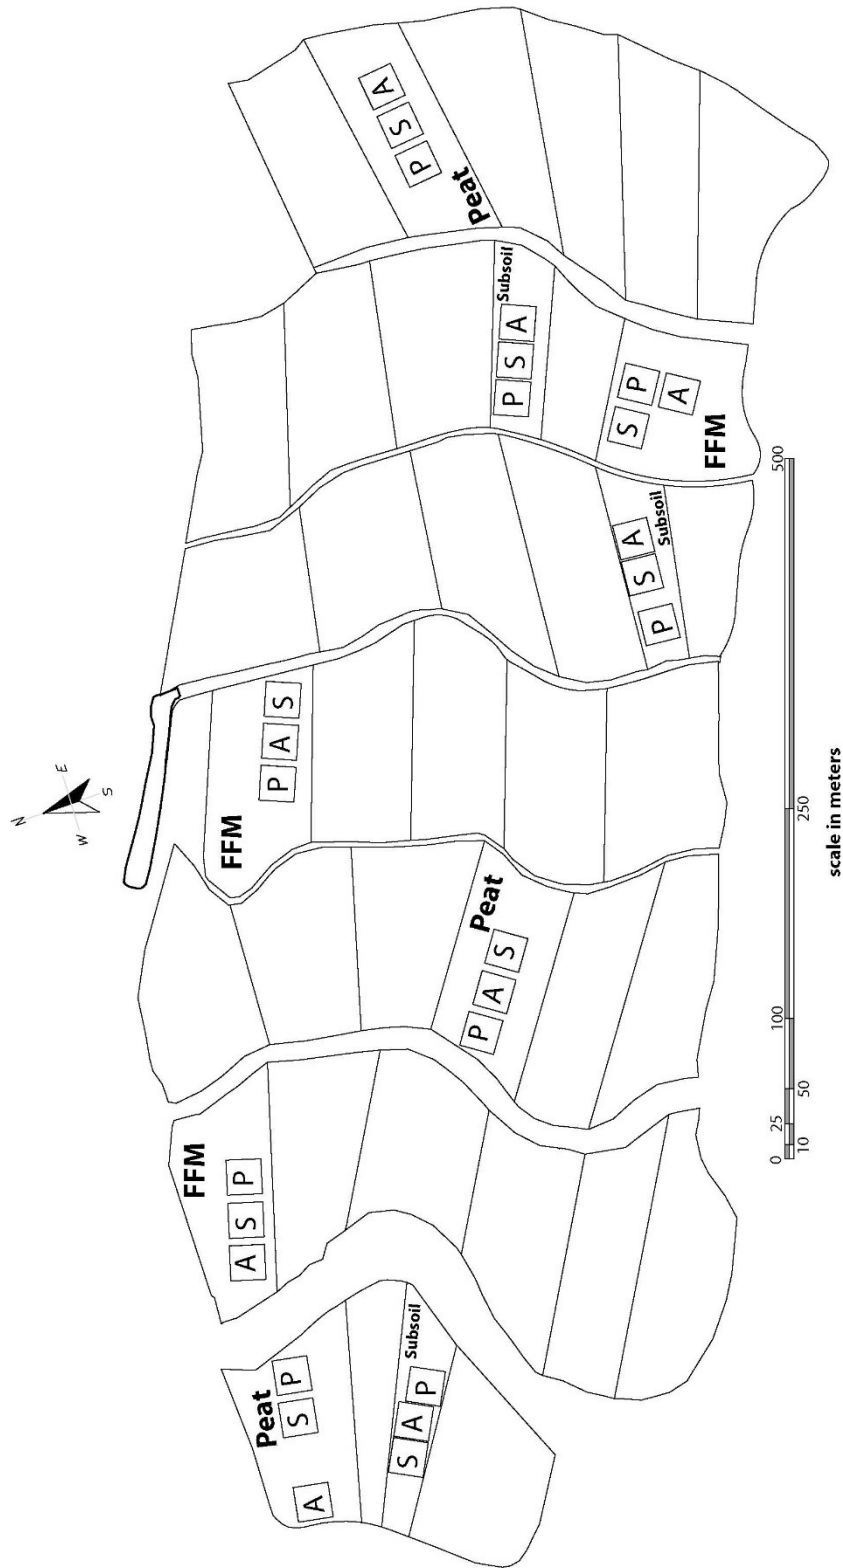 P S A
Peat
Subsoil
P S A
S P
A
FFM
P S A
Subsoil
P A S
FFM
Peat
P A S
FFM
A S P
Peat
S P
A
Subsoil
S A P
N
E
S
W
0 25 100 250 500
10 50
scale in meters